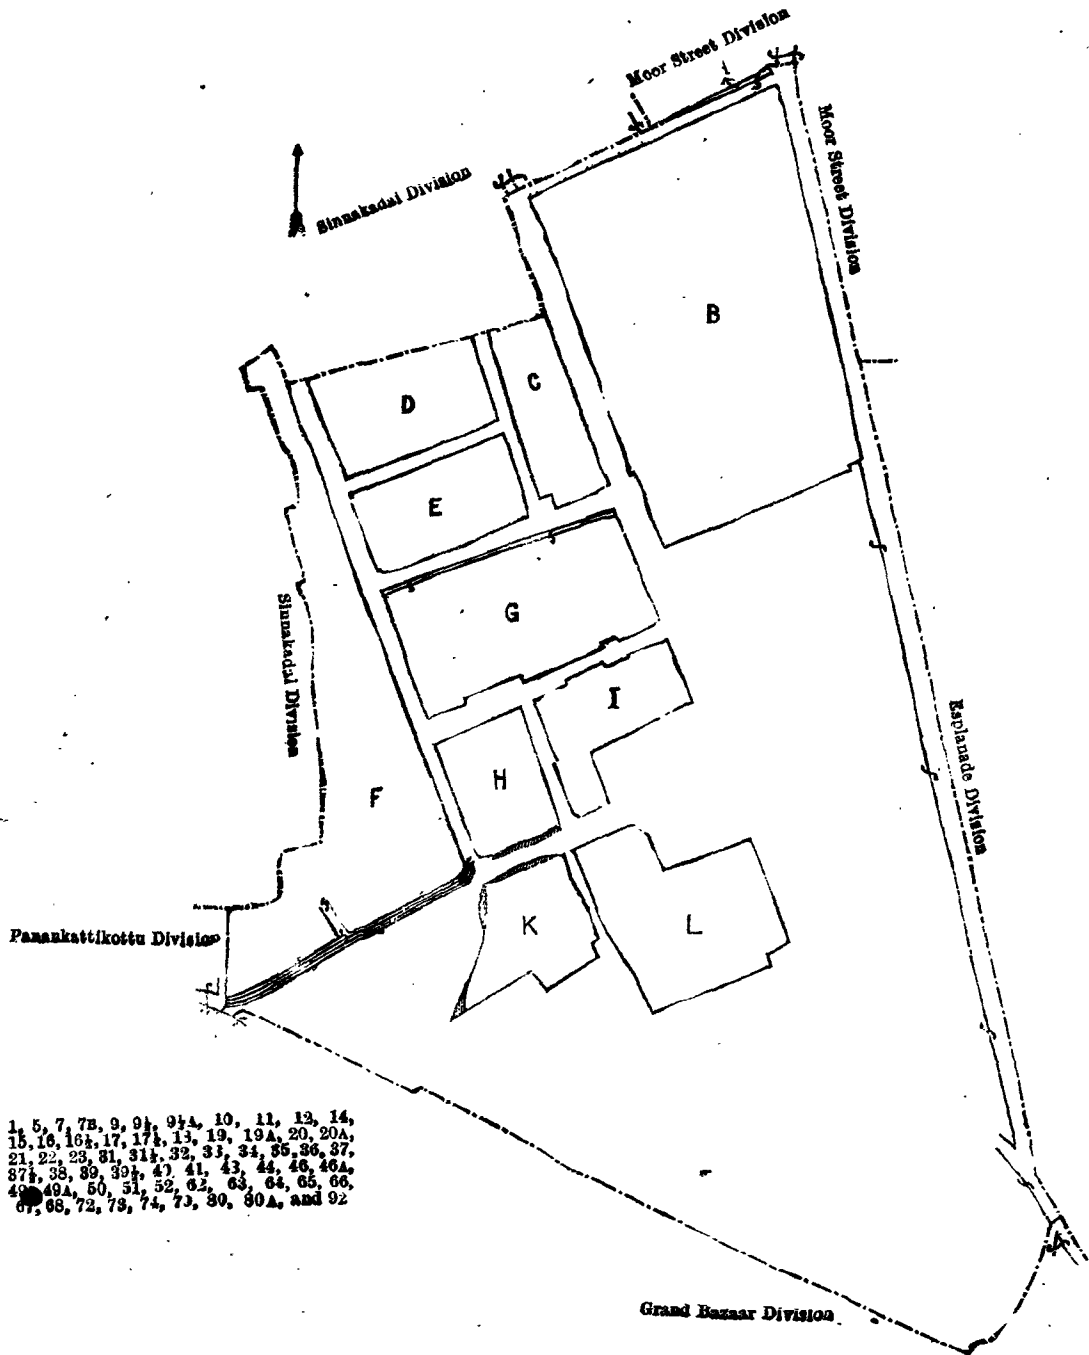 Moor Street Division
Sinnakadai Division
Moor Street Division
B
C
D
E
G
Sinnakadai Division
I
Esplanade Division
H
F
K
L
Panankattikottu Division
1, 5, 7, 7B, 9, 9½, 9½A, 10, 11, 12, 14,
15, 16, 16½, 17, 17½, 18, 19, 19A, 20, 20A,
21, 22, 23, 31, 31½, 32, 33, 34, 35, 36, 37,
37½, 38, 39, 39½, 40, 41, 43, 44, 46, 46A,
49A, 50, 51, 52, 62, 63, 64, 65, 66,
67, 68, 72, 73, 74, 80, 80A, and 92
Grand Bazaar Division